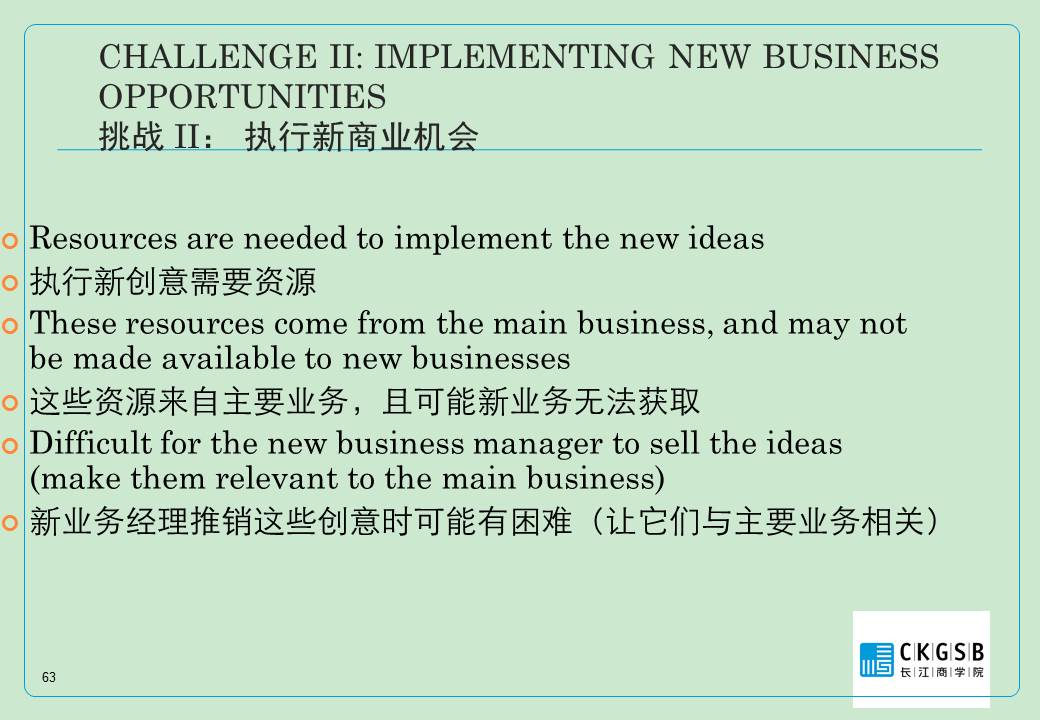 CHALLENGE II: IMPLEMENTING NEW BUSINESS
OPPORTUNITIES
挑战 II： 执行新商业机会
Resources are needed to implement the new ideas
执行新创意需要资源
These resources come from the main business, and may not
be made available to new businesses
这些资源来自主要业务，且可能新业务无法获取
Difficult for the new business manager to sell the ideas
(make them relevant to the main business)
新业务经理推销这些创意时可能有困难（让它们与主要业务相关）
CKGSB
长江商学院
63